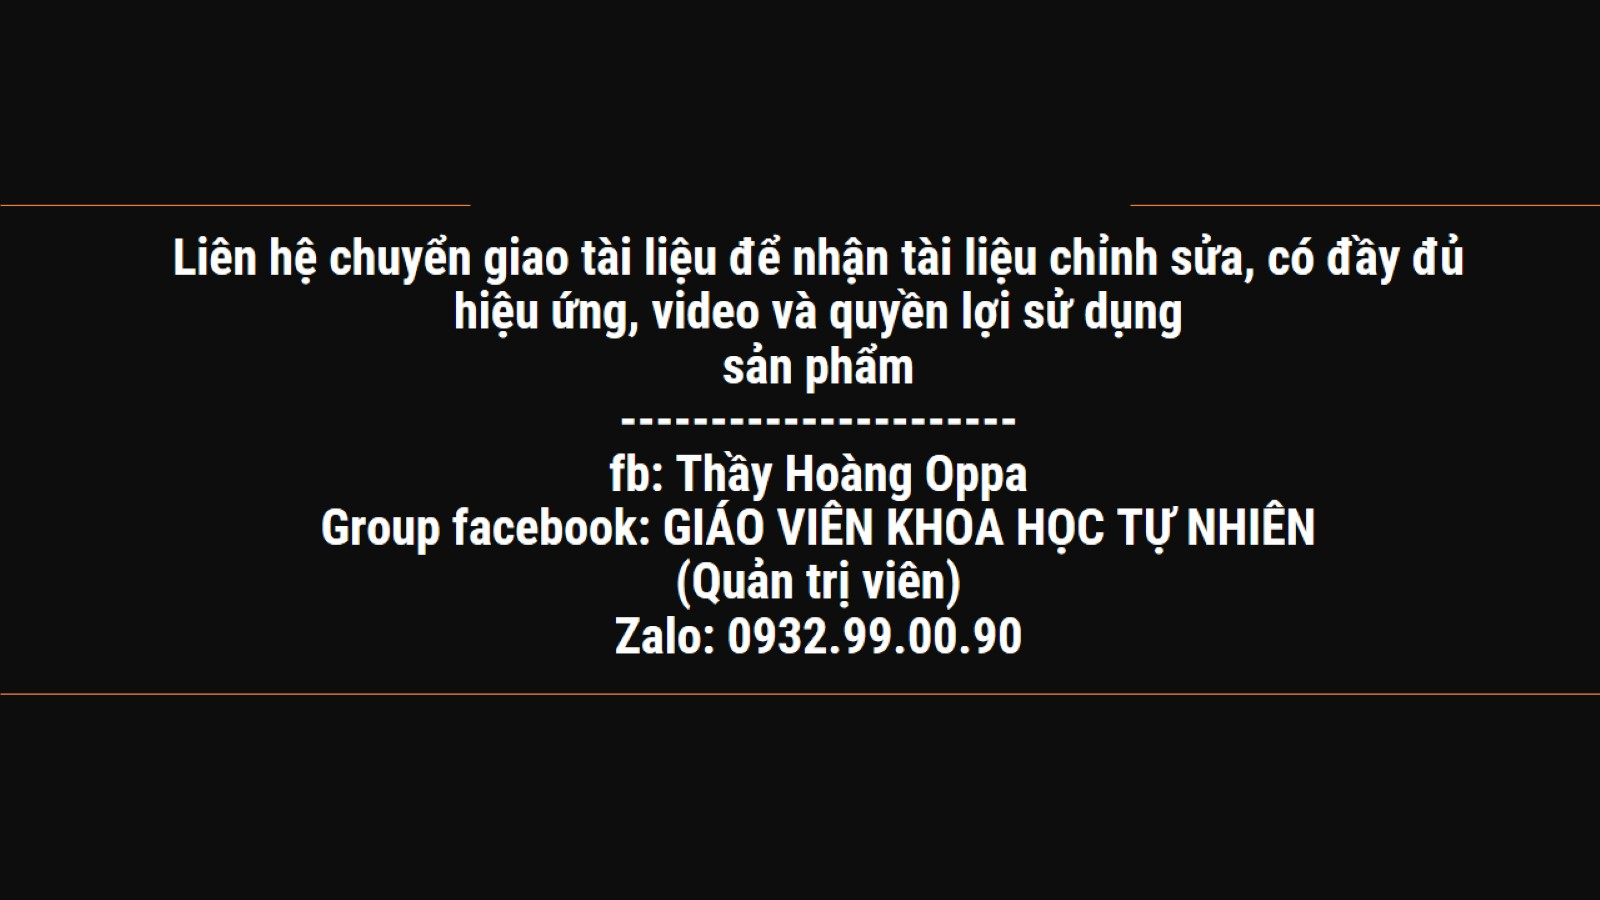 Liên hệ chuyển giao tài liệu để nhận tài liệu chỉnh sửa, có đầy đủ
hiệu ứng, video và quyền lợi sử dụng
sản phẩm
----------------------
fb: Thầy Hoàng Oppa
Group facebook: GIÁO VIÊN KHOA HỌC TỰ NHIÊN
(Quản trị viên)
Zalo: 0932.99.00.90